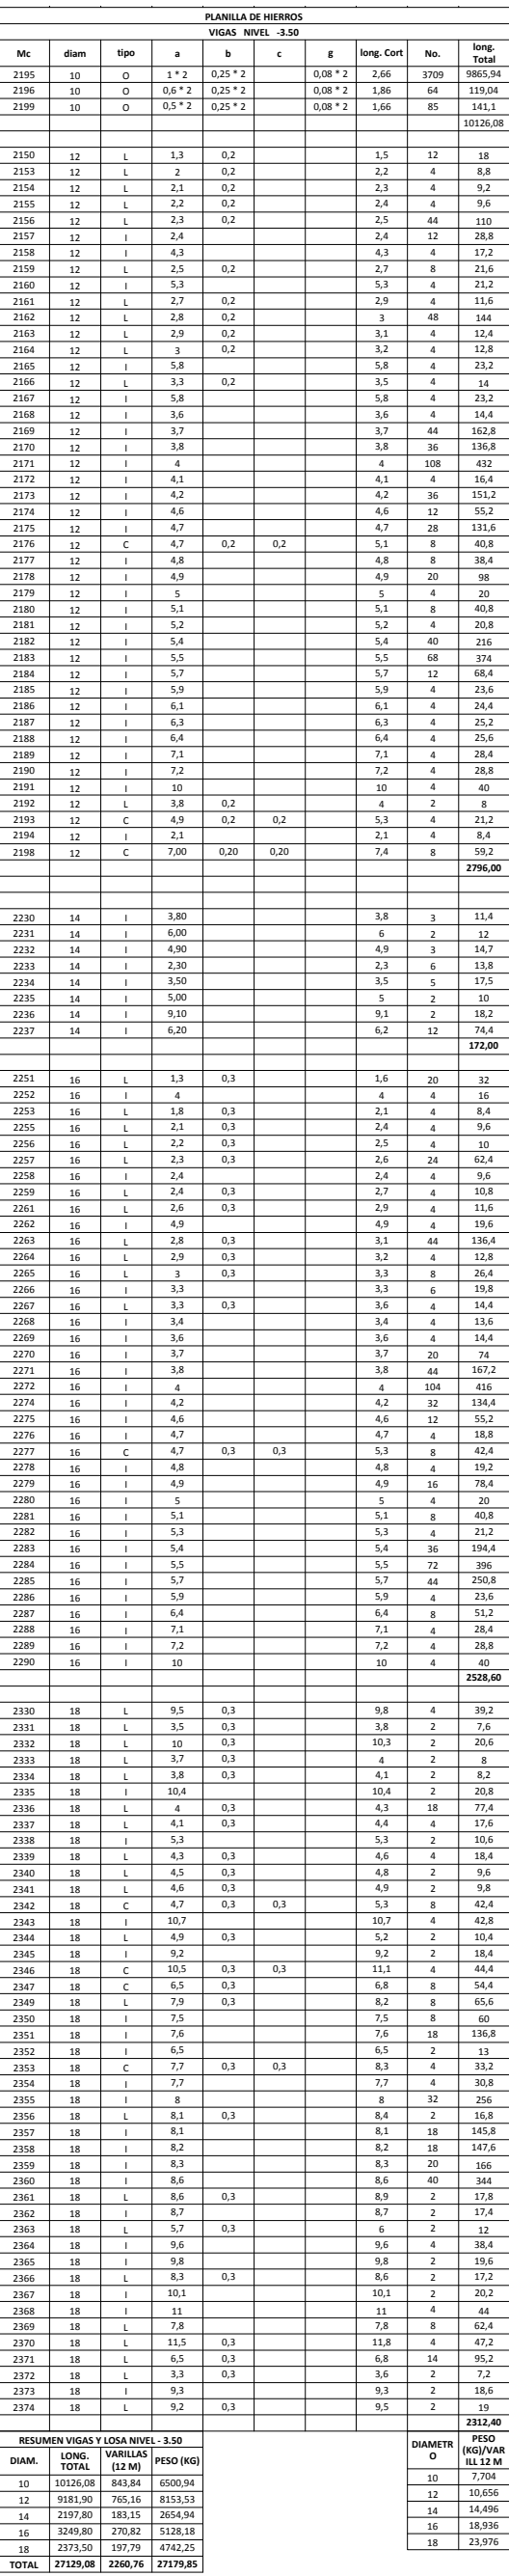 PLANILLA DE HIERROS
VIGAS NIVEL -3.50
Mc diam tipo a b c g long. Cort No. long. Total
2195 10 O 1 * 2 0,25 * 2 0,08 * 2 2,66 3709 9865,94
2196 10 O 0,6 * 2 0,25 * 2 0,08 * 2 1,86 64 119,04
2199 10 O 0,5 * 2 0,25 * 2 0,08 * 2 1,66 85 141,1
10126,08
2150 12 L 1,3 0,2 1,5 12 18
2153 12 L 2 0,2 2,2 4 8,8
2154 12 L 2,1 0,2 2,3 4 9,2
2155 12 L 2,2 0,2 2,4 4 9,6
2156 12 L 2,3 0,2 2,5 44 110
2157 12 I 2,4 2,4 12 28,8
2158 12 I 4,3 4,3 4 17,2
2159 12 L 2,5 0,2 2,7 8 21,6
2160 12 I 5,3 5,3 4 21,2
2161 12 L 2,7 0,2 2,9 4 11,6
2162 12 L 2,8 0,2 3 48 144
2163 12 L 2,9 0,2 3,1 4 12,4
2164 12 L 3 0,2 3,2 4 12,8
2165 12 I 5,8 5,8 4 23,2
2166 12 L 3,3 0,2 3,5 4 14
2167 12 I 5,8 5,8 4 23,2
2168 12 I 3,6 3,6 4 14,4
2169 12 I 3,7 3,7 44 162,8
2170 12 I 3,8 3,8 36 136,8
2171 12 I 4 4 108 432
2172 12 I 4,1 4,1 4 16,4
2173 12 I 4,2 4,2 36 151,2
2174 12 I 4,6 4,6 12 55,2
2175 12 I 4,7 4,7 28 131,6
2176 12 C 4,7 0,2 0,2 5,1 8 40,8
2177 12 I 4,8 4,8 8 38,4
2178 12 I 4,9 4,9 20 98
2179 12 I 5 5 4 20
2180 12 I 5,1 5,1 8 40,8
2181 12 I 5,2 5,2 4 20,8
2182 12 I 5,4 5,4 40 216
2183 12 I 5,5 5,5 68 374
2184 12 I 5,7 5,7 12 68,4
2185 12 I 5,9 5,9 4 23,6
2186 12 I 6,1 6,1 4 24,4
2187 12 I 6,3 6,3 4 25,2
2188 12 I 6,4 6,4 4 25,6
2189 12 I 7,1 7,1 4 28,4
2190 12 I 7,2 7,2 4 28,8
2191 12 I 10 10 4 40
2192 12 L 3,8 0,2 4 2 8
2193 12 C 4,9 0,2 0,2 5,3 4 21,2
2194 12 I 2,1 2,1 4 8,4
2198 12 C 7,00 0,20 0,20 7,4 8 59,2
2796,00
2230 14 I 3,80 3,8 3 11,4
2231 14 I 6,00 6 2 12
2232 14 I 4,90 4,9 3 14,7
2233 14 I 2,30 2,3 6 13,8
2234 14 I 3,50 3,5 5 17,5
2235 14 I 5,00 5 2 10
2236 14 I 9,10 9,1 2 18,2
2237 14 I 6,20 6,2 12 74,4
172,00
2251 16 L 1,3 0,3 1,6 20 32
2252 16 I 4 4 4 16
2253 16 L 1,8 0,3 2,1 4 8,4
2255 16 L 2,1 0,3 2,4 4 9,6
2256 16 L 2,2 0,3 2,5 4 10
2257 16 L 2,3 0,3 2,6 24 62,4
2258 16 I 2,4 2,4 4 9,6
2259 16 L 2,4 0,3 2,7 4 10,8
2261 16 L 2,6 0,3 2,9 4 11,6
2262 16 I 4,9 4,9 4 19,6
2263 16 L 2,8 0,3 3,1 44 136,4
2264 16 L 2,9 0,3 3,2 4 12,8
2265 16 L 3 0,3 3,3 8 26,4
2266 16 I 3,3 3,3 6 19,8
2267 16 L 3,3 0,3 3,6 4 14,4
2268 16 I 3,4 3,4 4 13,6
2269 16 I 3,6 3,6 4 14,4
2270 16 I 3,7 3,7 20 74
2271 16 I 3,8 3,8 44 167,2
2272 16 I 4 4 104 416
2274 16 I 4,2 4,2 32 134,4
2275 16 I 4,6 4,6 12 55,2
2276 16 I 4,7 4,7 4 18,8
2277 16 C 4,7 0,3 0,3 5,3 8 42,4
2278 16 I 4,8 4,8 4 19,2
2279 16 I 4,9 4,9 16 78,4
2280 16 I 5 5 4 20
2281 16 I 5,1 5,1 8 40,8
2282 16 I 5,3 5,3 4 21,2
2283 16 I 5,4 5,4 36 194,4
2284 16 I 5,5 5,5 72 396
2285 16 I 5,7 5,7 44 250,8
2286 16 I 5,9 5,9 4 23,6
2287 16 I 6,4 6,4 8 51,2
2288 16 I 7,1 7,1 4 28,4
2289 16 I 7,2 7,2 4 28,8
2290 16 I 10 10 4 40
2528,60
2330 18 L 9,5 0,3 9,8 4 39,2
2331 18 L 3,5 0,3 3,8 2 7,6
2332 18 L 10 0,3 10,3 2 20,6
2333 18 L 3,7 0,3 4 2 8
2334 18 L 3,8 0,3 4,1 2 8,2
2335 18 I 10,4 10,4 2 20,8
2336 18 L 4 0,3 4,3 18 77,4
2337 18 L 4,1 0,3 4,4 4 17,6
2338 18 I 5,3 5,3 2 10,6
2339 18 L 4,3 0,3 4,6 4 18,4
2340 18 L 4,5 0,3 4,8 2 9,6
2341 18 L 4,6 0,3 4,9 2 9,8
2342 18 C 4,7 0,3 0,3 5,3 8 42,4
2343 18 I 10,7 10,7 4 42,8
2344 18 L 4,9 0,3 5,2 2 10,4
2345 18 I 9,2 9,2 2 18,4
2346 18 C 10,5 0,3 0,3 11,1 4 44,4
2347 18 C 6,5 0,3 6,8 8 54,4
2349 18 L 7,9 0,3 8,2 8 65,6
2350 18 I 7,5 7,5 8 60
2351 18 I 7,6 7,6 18 136,8
2352 18 I 6,5 6,5 2 13
2353 18 C 7,7 0,3 0,3 8,3 4 33,2
2354 18 I 7,7 7,7 4 30,8
2355 18 I 8 8 32 256
2356 18 L 8,1 0,3 8,4 2 16,8
2357 18 I 8,1 8,1 18 145,8
2358 18 I 8,2 8,2 18 147,6
2359 18 I 8,3 8,3 20 166
2360 18 I 8,6 8,6 40 344
2361 18 L 8,6 0,3 8,9 2 17,8
2362 18 I 8,7 8,7 2 17,4
2363 18 L 5,7 0,3 6 2 12
2364 18 I 9,6 9,6 4 38,4
2365 18 I 9,8 9,8 2 19,6
2366 18 L 8,3 0,3 8,6 2 17,2
2367 18 I 10,1 10,1 2 20,2
2368 18 I 11 11 4 44
2369 18 L 7,8 7,8 8 62,4
2370 18 L 11,5 0,3 11,8 4 47,2
2371 18 L 6,5 0,3 6,8 14 95,2
2372 18 L 3,3 0,3 3,6 2 7,2
2373 18 I 9,3 9,3 2 18,6
2374 18 L 9,2 0,3 9,5 2 19
2312,40
RESUMEN VIGAS Y LOSA NIVEL - 3.50
DIAM. LONG. TOTAL VARILLAS (12 M) PESO (KG)
10 10126,08 843,84 6500,94
12 9181,90 765,16 8153,53
14 2197,80 183,15 2654,94
16 3249,80 270,82 5128,18
18 2373,50 197,79 4742,25
TOTAL 27129,08 2260,76 27179,85
DIAMETRO PESO (KG)/VARILL 12 M
10 7,704
12 10,656
14 14,496
16 18,936
18 23,976